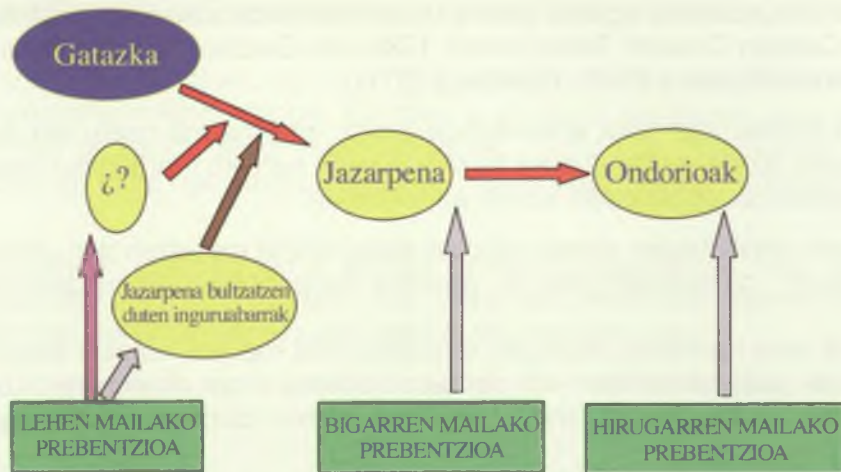 Gatazka
¿?
Jazarpena
Ondorioak
Jazarpena bultzatzen
duten inguruabarrak
LEHEN MAILAKO
PREBENTZIOA
BIGARREN MAILAKO
PREBENTZIOA
HIRUGARREN MAILAKO
PREBENTZIOA